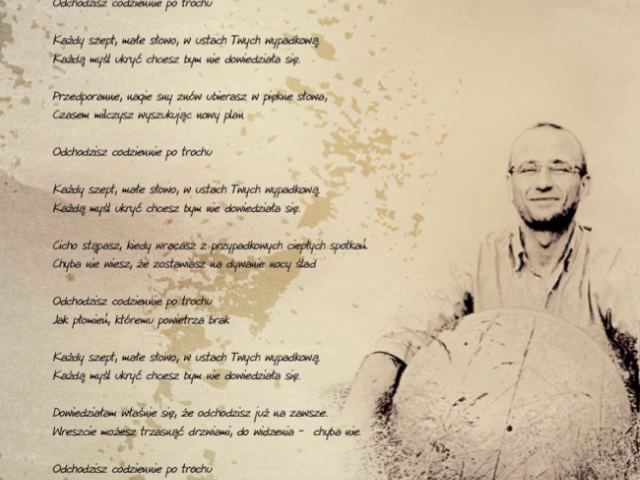 Odchodzisz codziennie po trochu
Każdy szept, małe słowo, w ustach Twych wypadkową.
Każdą myśl ukryć chcesz bym nie dowiedziała się.
Przedporanne, nagie sny znów ubierasz w piękne słowa,
Czasem milczysz wyszukując nowy plan
Odchodzisz codziennie po trochu
Każdy szept, małe słowo, w ustach Twych wypadkową.
Każdą myśl ukryć chcesz bym nie dowiedziała się.
Cicho stąpasz, kiedy wracasz z przypadkowych ciepłych spotkań.
Chyba nie wiesz, że zostawiasz na dywanie nocy ślad
Odchodzisz codziennie po trochu
Jak płomień, któremu powietrza brak
Każdy szept, małe słowo, w ustach Twych wypadkową.
Każdą myśl ukryć chcesz bym nie dowiedziała się.
Dowiedziałam właśnie się, że odchodzisz już na zawsze.
Wreszcie możesz trzasnąć drzwiami, do widzenia - chyba nie.
Odchodzisz codziennie po trochu